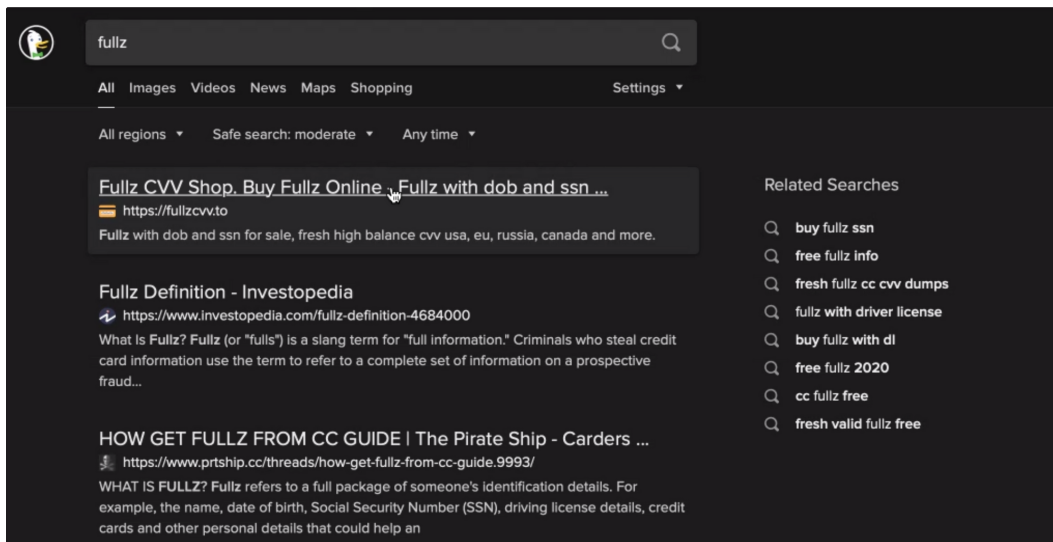 fullz
All Images Videos News Maps Shopping Settings
All regions Safe search: moderate Any time
Fullz CVV Shop. Buy Fullz Online - Fullz with dob and ssn ...
https://fullzcvv.to
Fullz with dob and ssn for sale, fresh high balance cvv usa, eu, russia, canada and more.
Fullz Definition - Investopedia
https://www.investopedia.com/fullz-definition-4684000
What Is Fullz? Fullz (or "fulls") is a slang term for "full information." Criminals who steal credit
card information use the term to refer to a complete set of information on a prospective
fraud...
HOW GET FULLZ FROM CC GUIDE | The Pirate Ship - Carders ...
https://www.prtship.cc/threads/how-get-fullz-from-cc-guide.9993/
WHAT IS FULLZ? Fullz refers to a full package of someone's identification details. For
example, the name, date of birth, Social Security Number (SSN), driving license details, credit
cards and other personal details that could help an
Related Searches
buy fullz ssn
free fullz info
fresh fullz cc cvv dumps
fullz with driver license
buy fullz with dl
free fullz 2020
cc fullz free
fresh valid fullz free